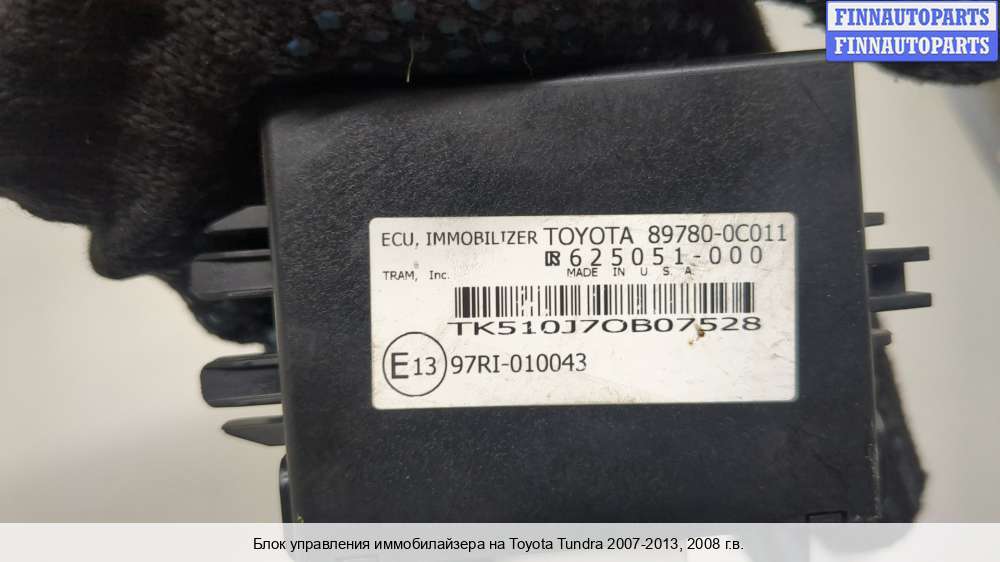 FINNAUTOPARTS
FINNAUTOPARTS
ECU, IMMOBILIZER TOYOTA 89780-0C011
625051-000
TRAM, Inc. MADE IN U. S. A.
TK510J7OB07528
E13 97RI-010043
Блок управления иммобилайзера на Toyota Tundra 2007-2013, 2008 г.в.